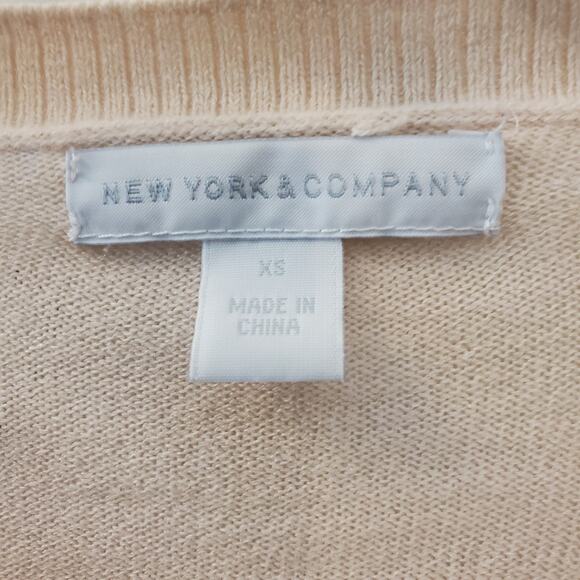 NEW YORK & COMPANY
XS
MADE IN
CHINA